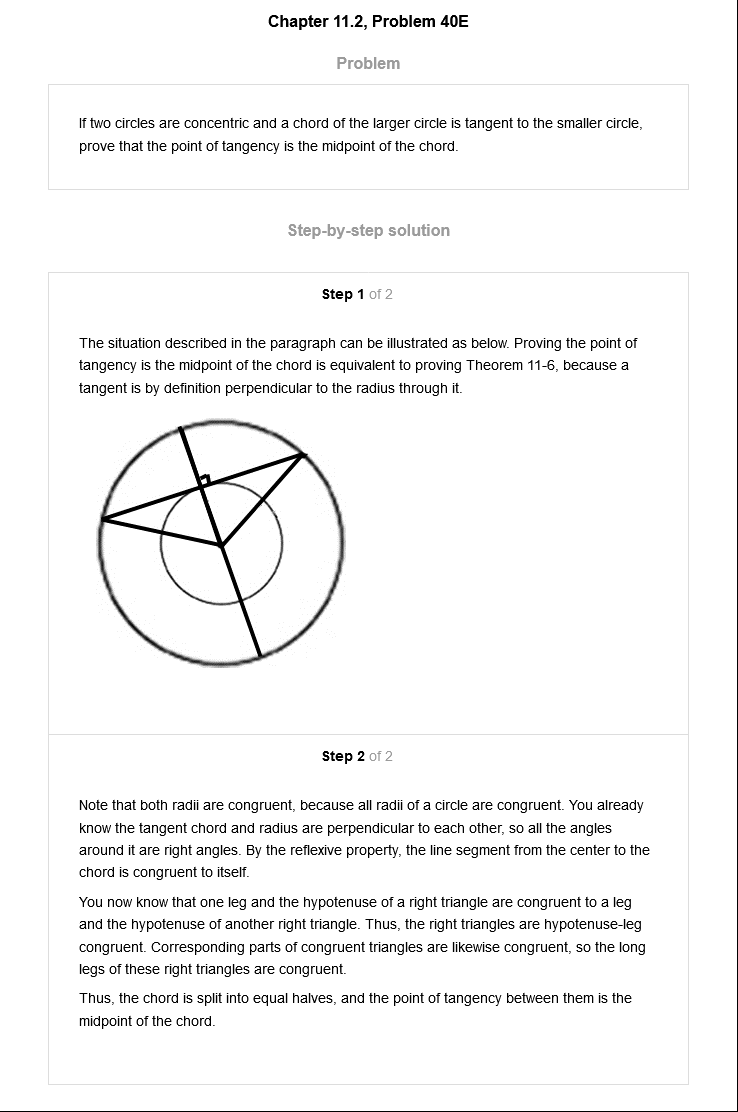 Chapter 11.2, Problem 40E
Problem
If two circles are concentric and a chord of the larger circle is tangent to the smaller circle,
prove that the point of tangency is the midpoint of the chord.
Step-by-step solution
Step 1 of 2
The situation described in the paragraph can be illustrated as below. Proving the point of
tangency is the midpoint of the chord is equivalent to proving Theorem 11-6, because a
tangent is by definition perpendicular to the radius through it.
Step 2 of 2
Note that both radii are congruent, because all radii of a circle are congruent. You already
know the tangent chord and radius are perpendicular to each other, so all the angles
around it are right angles. By the reflexive property, the line segment from the center to the
chord is congruent to itself.
You now know that one leg and the hypotenuse of a right triangle are congruent to a leg
and the hypotenuse of another right triangle. Thus, the right triangles are hypotenuse-leg
congruent. Corresponding parts of congruent triangles are likewise congruent, so the long
legs of these right triangles are congruent.
Thus, the chord is split into equal halves, and the point of tangency between them is the
midpoint of the chord.